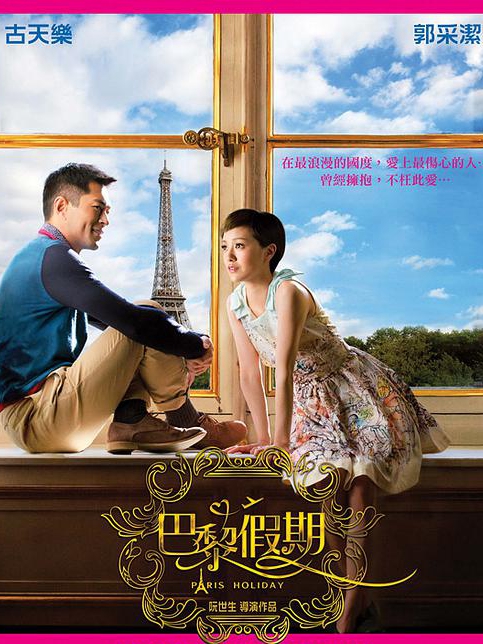 古天樂
郭采潔
在最浪漫的國度，愛上最傷心的人…
曾經擁抱，不枉此愛…
巴黎假期
PARIS HOLIDAY
阮世生 導演作品